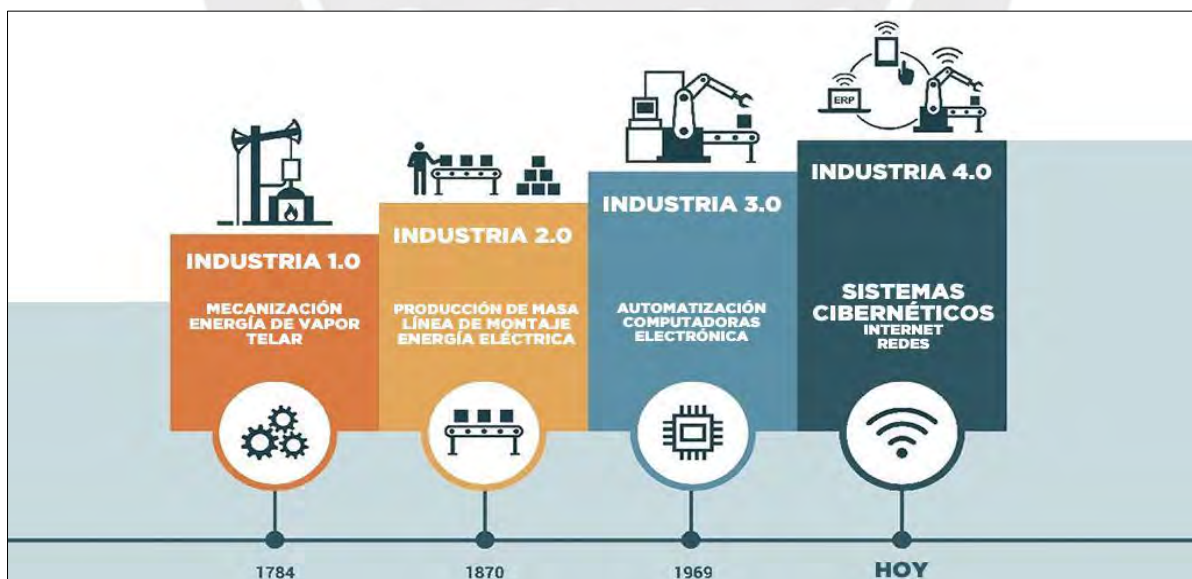 INDUSTRIA 1.0
MECANIZACIÓN
ENERGÍA DE VAPOR
TELAR
INDUSTRIA 2.0
PRODUCCIÓN DE MASA
LÍNEA DE MONTAJE
ENERGÍA ELÉCTRICA
INDUSTRIA 3.0
AUTOMATIZACIÓN
COMPUTADORAS
ELECTRÓNICA
ERP
INDUSTRIA 4.0
SISTEMAS
CIBERNÉTICOS
INTERNET
REDES
1784
1870
1969
HOY